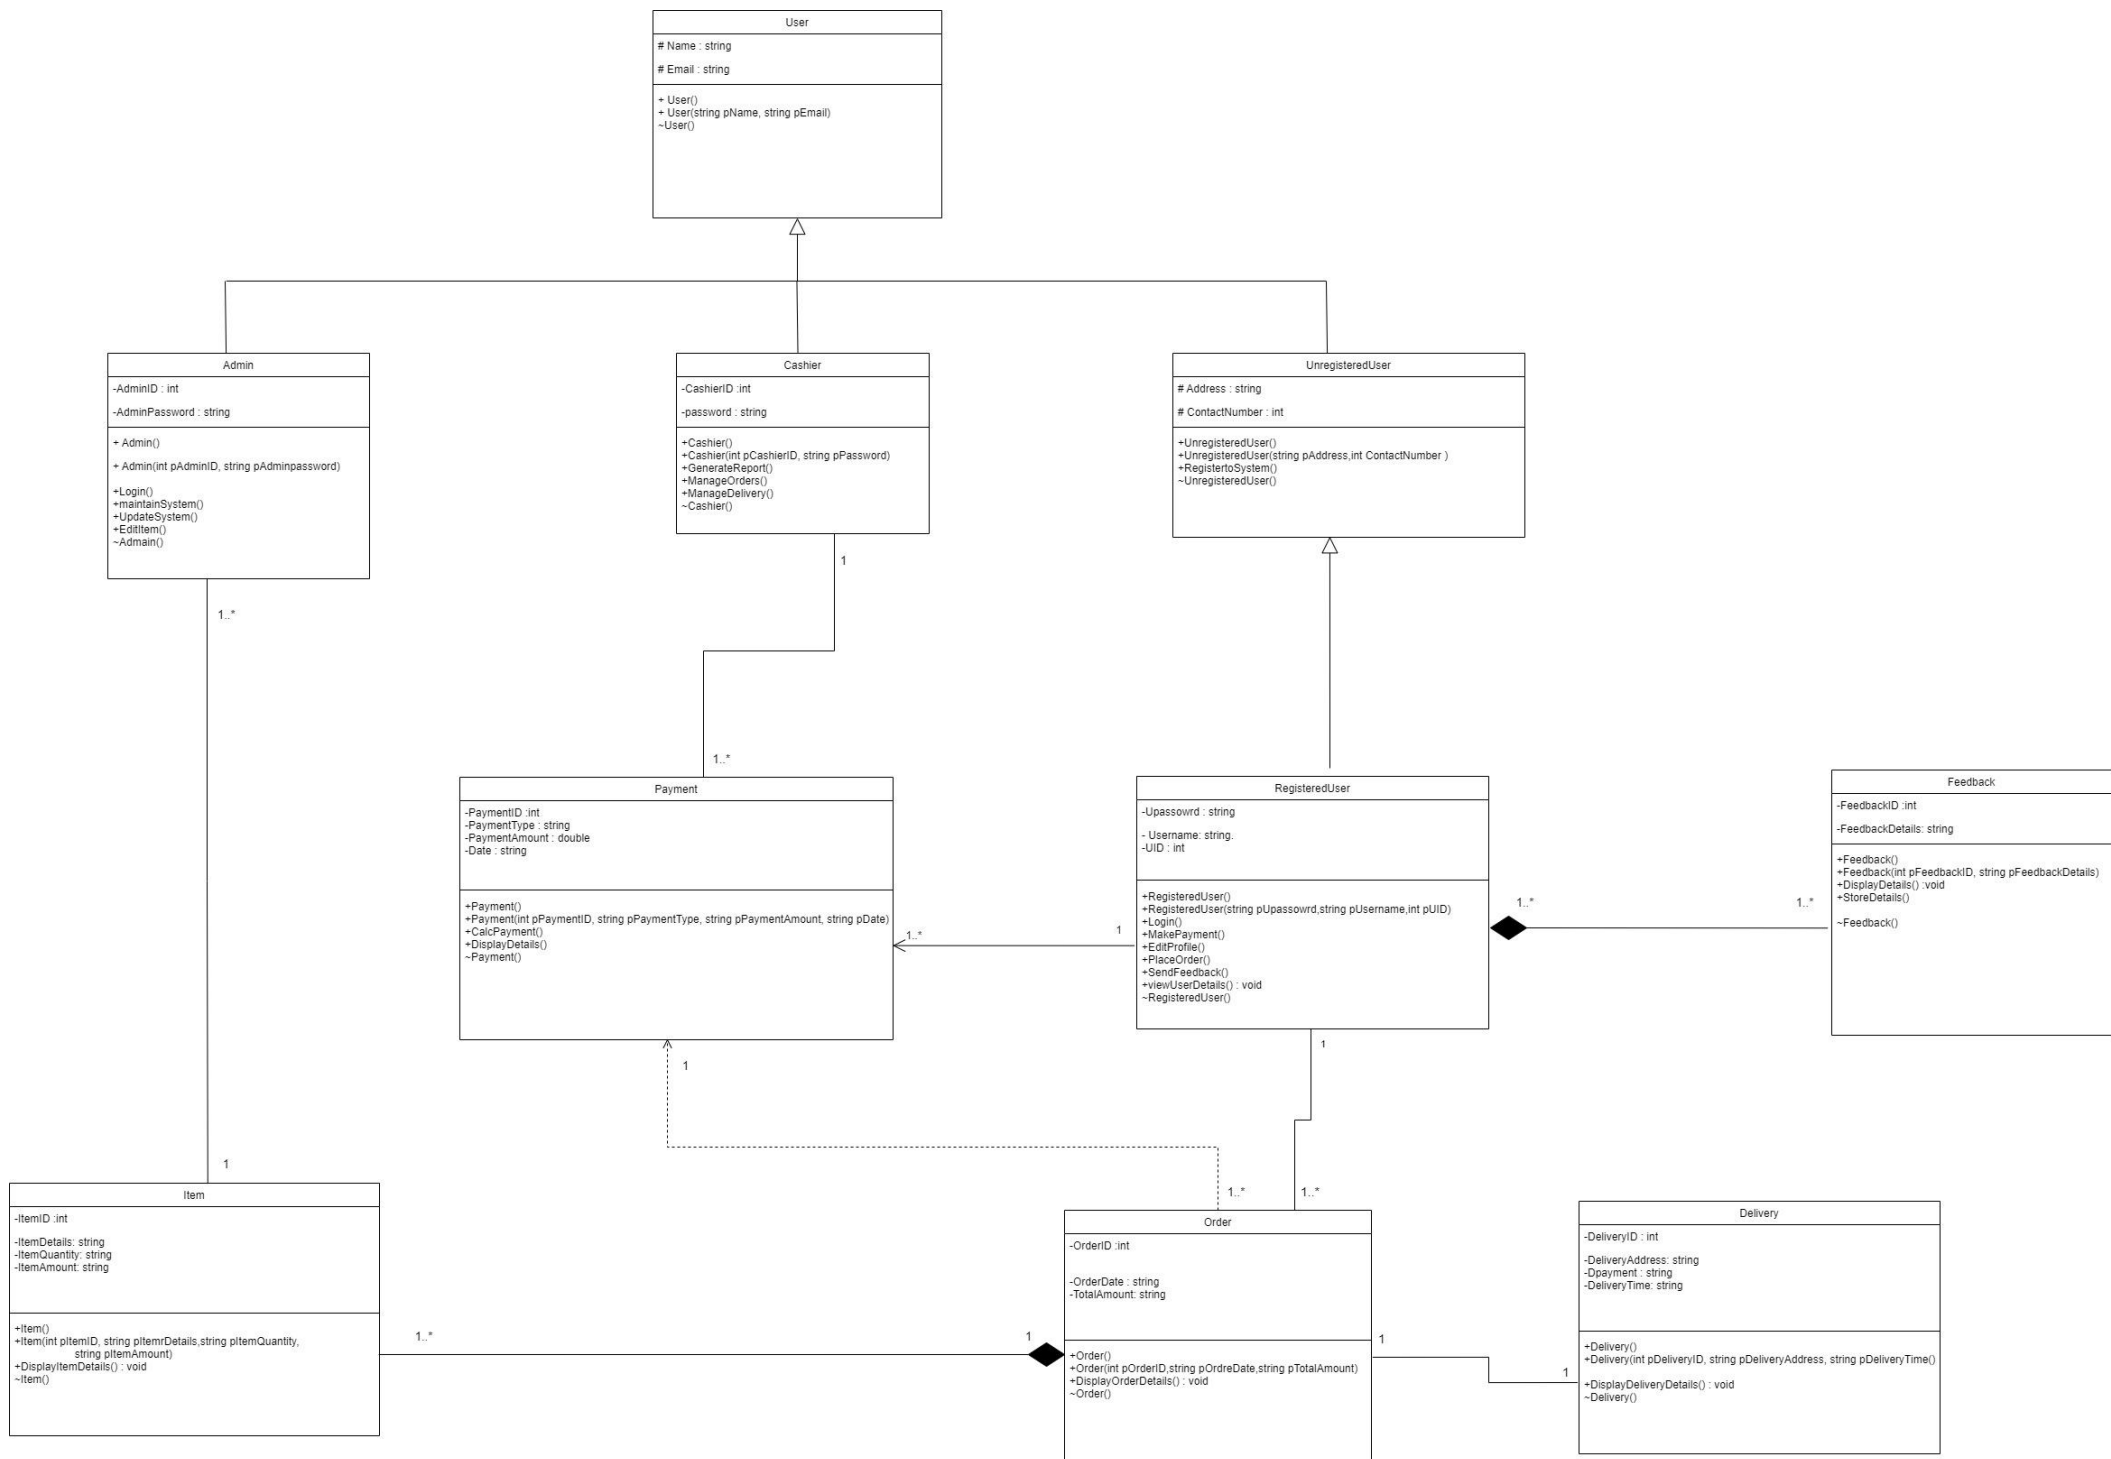 User
# Name : string
# Email : string
+ User()
+ User(string pName, string pEmail)
~User()
Admin
-AdminID : int
-AdminPassword : string
+ Admin()
+ Admin(int pAdminID, string pAdminpassword)
+Login()
+maintainSystem()
+UpdateSystem()
+EditItem()
~Admain()
Cashier
-CashierID :int
-password : string
+Cashier()
+Cashier(int pCashierID, string pPassword)
+GenerateReport()
+ManageOrders()
+ManageDelivery()
~Cashier()
UnregisteredUser
# Address : string
# ContactNumber : int
+UnregisteredUser()
+UnregisteredUser(string pAddress,int ContactNumber )
+RegistertoSystem()
~UnregisteredUser()
1
1..*
1..*
Payment
-PaymentID :int
-PaymentType : string
-PaymentAmount : double
-Date : string
+Payment()
+Payment(int pPaymentID, string pPaymentType, string pPaymentAmount, string pDate)
+CalcPayment()
+DisplayDetails()
~Payment()
1..*
1
RegisteredUser
-Upassowrd : string
- Username: string.
-UID : int
+RegisteredUser()
+RegisteredUser(string pUpassowrd,string pUsername,int pUID)
+Login()
+MakePayment()
+EditProfile()
+PlaceOrder()
+SendFeedback()
+viewUserDetails() : void
~RegisteredUser()
1..*
1..*
Feedback
-FeedbackID :int
-FeedbackDetails: string
+Feedback()
+Feedback(int pFeedbackID, string pFeedbackDetails)
+DisplayDetails() :void
+StoreDetails()
~Feedback()
1
1
1
1..*
1..*
Item
-ItemID :int
-ItemDetails: string
-ItemQuantity: string
-ItemAmount: string
+Item()
+Item(int pItemID, string pItemrDetails,string pItemQuantity,
string pItemAmount)
+DisplayItemDetails() : void
~Item()
1..*
1
Order
-OrderID :int
-OrderDate : string
-TotalAmount: string
+Order()
+Order(int pOrderID,string pOrdreDate,string pTotalAmount)
+DisplayOrderDetails() : void
~Order()
1
1
Delivery
-DeliveryID : int
-DeliveryAddress: string
-Dpayment : string
-DeliveryTime: string
+Delivery()
+Delivery(int pDeliveryID, string pDeliveryAddress, string pDeliveryTime()
+DisplayDeliveryDetails() : void
~Delivery()